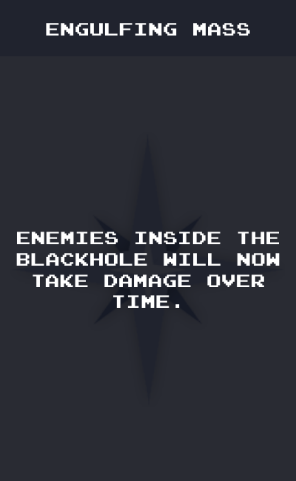 ENGULFING MASS
ENEMIES INSIDE THE
BLACKHOLE WILL NOW
TAKE DAMAGE OVER
TIME.